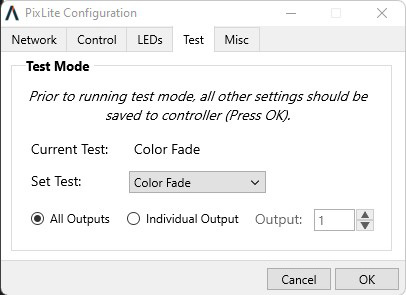 PixLite Configuration
Network Control LEDs Test Misc
Test Mode
Prior to running test mode, all other settings should be
saved to controller (Press OK).
Current Test: Color Fade
Set Test: Color Fade
All Outputs Individual Output Output: 1
Cancel OK